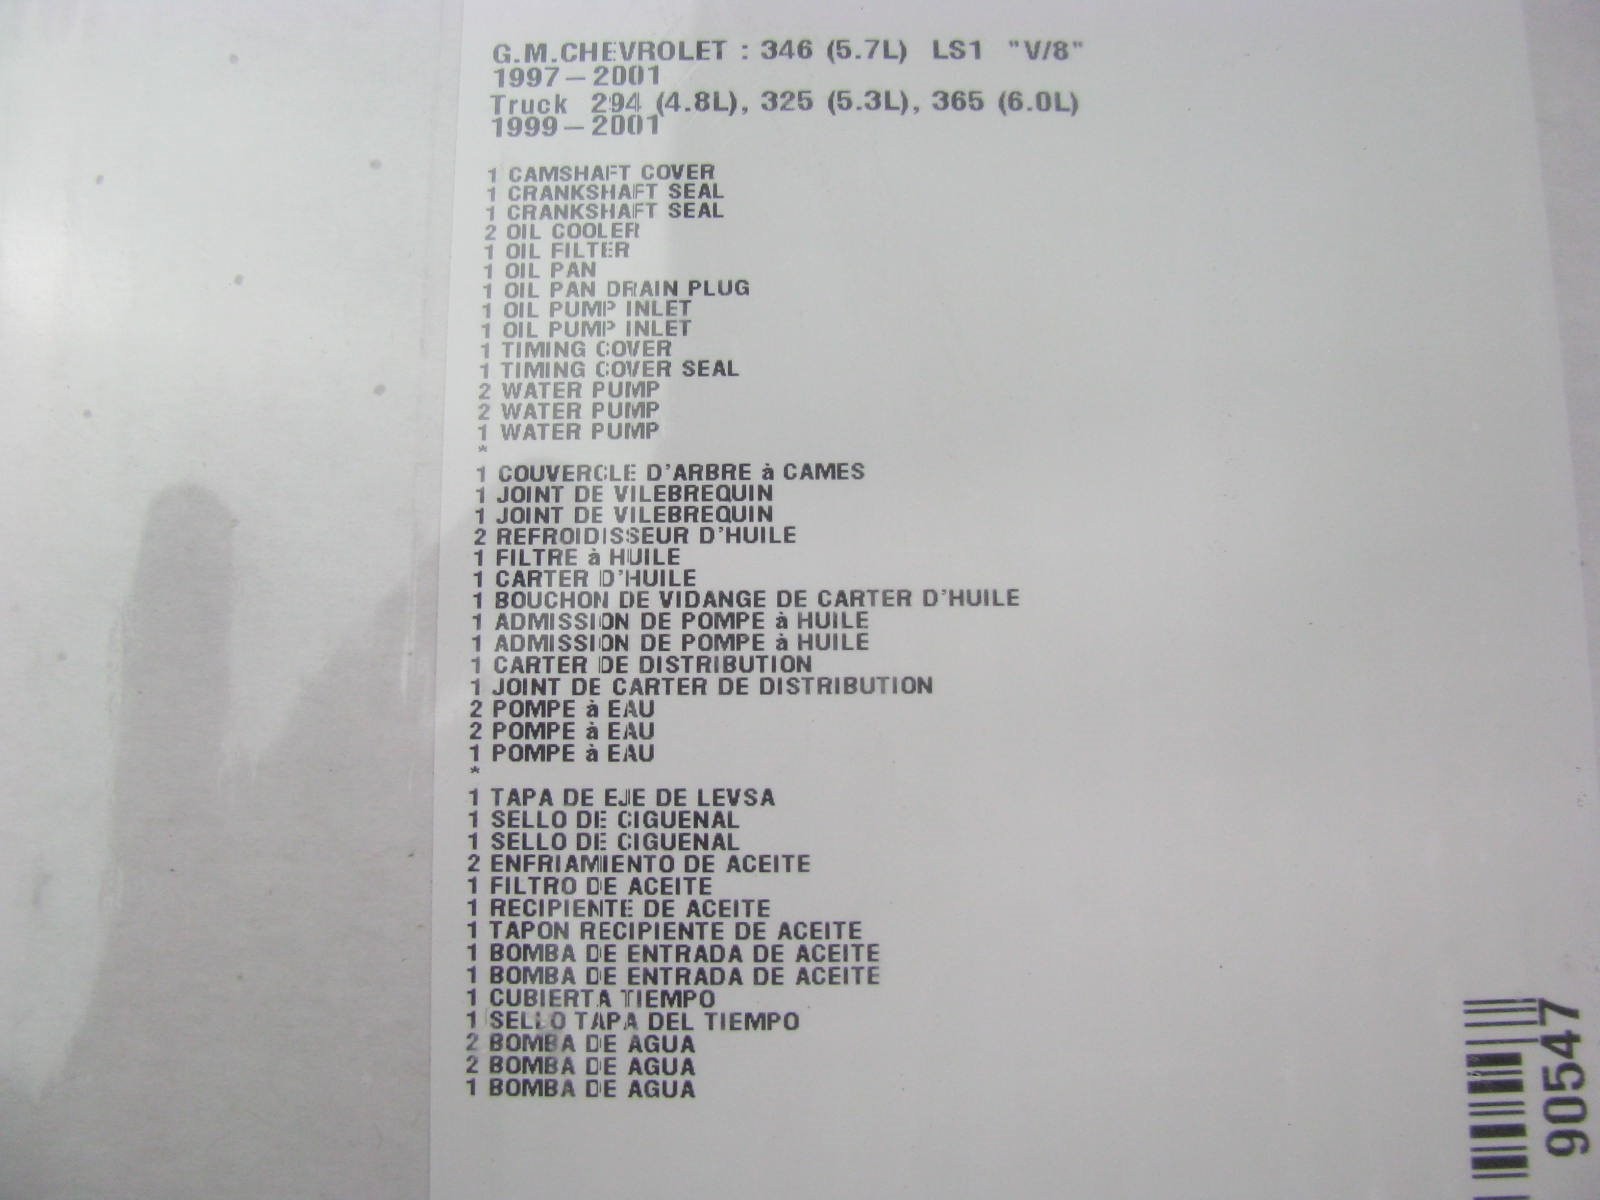 G.M.CHEVROLET : 346 (5.7L) LS1 "V/8"
1997–2001
Truck 294 (4.8L), 325 (5.3L), 365 (6.0L)
1999–2001
1 CAMSHAFT COVER
1 CRANKSHAFT SEAL
1 CRANKSHAFT SEAL
2 OIL COOLER
1 OIL FILTER
1 OIL PAN
1 OIL PAN DRAIN PLUG
1 OIL PUMP INLET
1 OIL PUMP INLET
1 TIMING COVER
1 TIMING COVER SEAL
2 WATER PUMP
2 WATER PUMP
1 WATER PUMP
*
1 COUVERCLE D'ARBRE à CAMES
1 JOINT DE VILEBREQUIN
1 JOINT DE VILEBREQUIN
2 REFROIDISSEUR D'HUILE
1 FILTRE à HUILE
1 CARTER D'HUILE
1 BOUCHON DE VIDANGE DE CARTER D'HUILE
1 ADMISSION DE POMPE à HUILE
1 ADMISSION DE POMPE à HUILE
1 CARTER DE DISTRIBUTION
1 JOINT DE CARTER DE DISTRIBUTION
2 POMPE à EAU
2 POMPE à EAU
1 POMPE à EAU
*
1 TAPA DE EJE DE LEVSA
1 SELLO DE CIGUENAL
1 SELLO DE CIGUENAL
2 ENFRIAMIENTO DE ACEITE
1 FILTRO DE ACEITE
1 RECIPIENTE DE ACEITE
1 TAPON RECIPIENTE DE ACEITE
1 BOMBA DE ENTRADA DE ACEITE
1 BOMBA DE ENTRADA DE ACEITE
1 CUBIERTA TIEMPO
1 SELLO TAPA DEL TIEMPO
2 BOMBA DE AGUA
2 BOMBA DE AGUA
1 BOMBA DE AGUA
90547